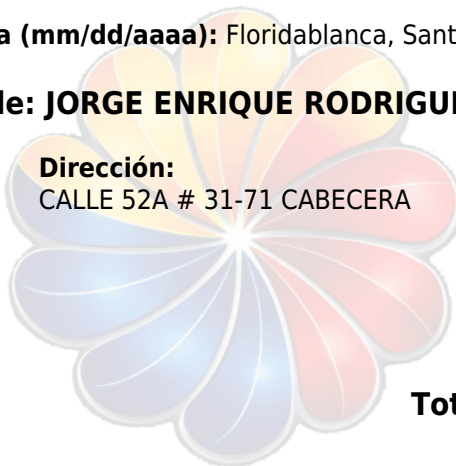 a (mm/dd/aaaa): Floridablanca, Sant
le: JORGE ENRIQUE RODRIGU
Dirección:
CALLE 52A # 31-71 CABECERA
Tot